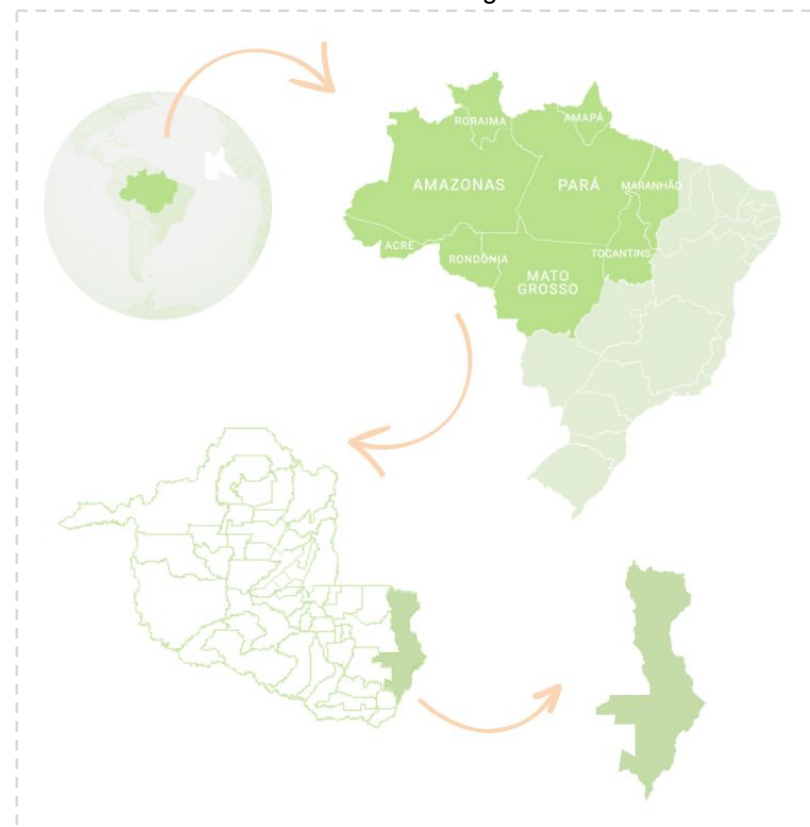 RORAIMA
AMAPÁ
AMAZONAS
PARÁ
MARANHÃO
ACRE
RONDÔNIA
TOCANTINS
MATO
GROSSO